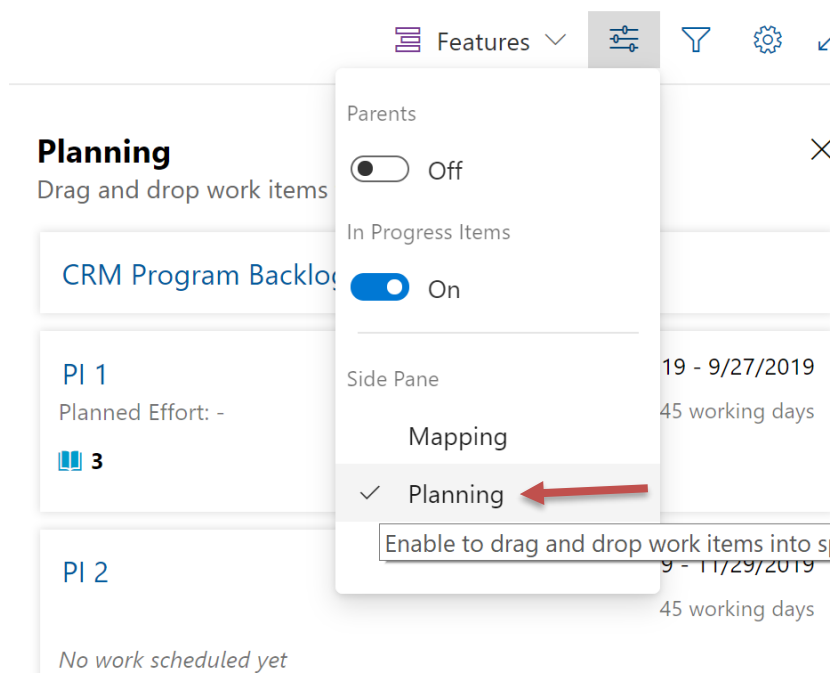 Features
Parents
Off
In Progress Items
On
Side Pane
Mapping
Planning
Enable to drag and drop work items into
Planning
Drag and drop work items
CRM Program Backlog
PI 1
19 - 9/27/2019
Planned Effort: -
45 working days
3
PI 2
9 - 11/29/2019
45 working days
No work scheduled yet